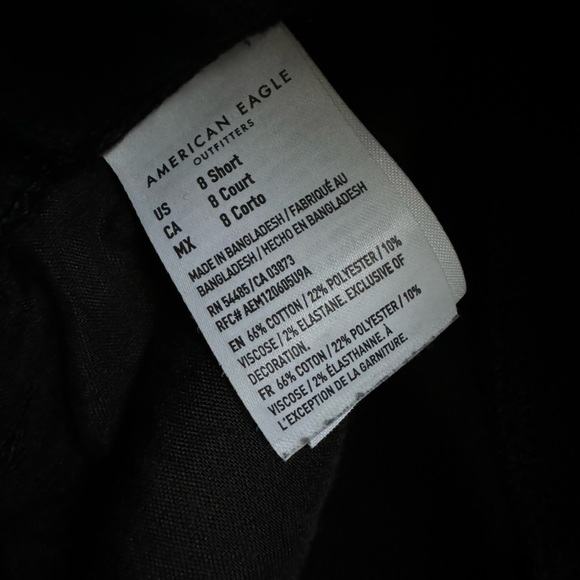 AMERICAN EAGLE
OUTFITTERS
US 8 Short
CA 8 Court
MX 8 Corto
MADE IN BANGLADESH / FABRIQUÉ AU
BANGLADESH / HECHO EN BANGLADESH
RN 54485 / CA 03873
RFC# AEM120605U9A
EN 66% COTTON / 22% POLYESTER / 10%
VISCOSE / 2% ELASTANE. EXCLUSIVE OF
DECORATION.
FR 66% COTON / 22% POLYESTER / 10%
VISCOSE / 2% ÉLASTHANNE. À
L'EXCEPTION DE LA GARNITURE.